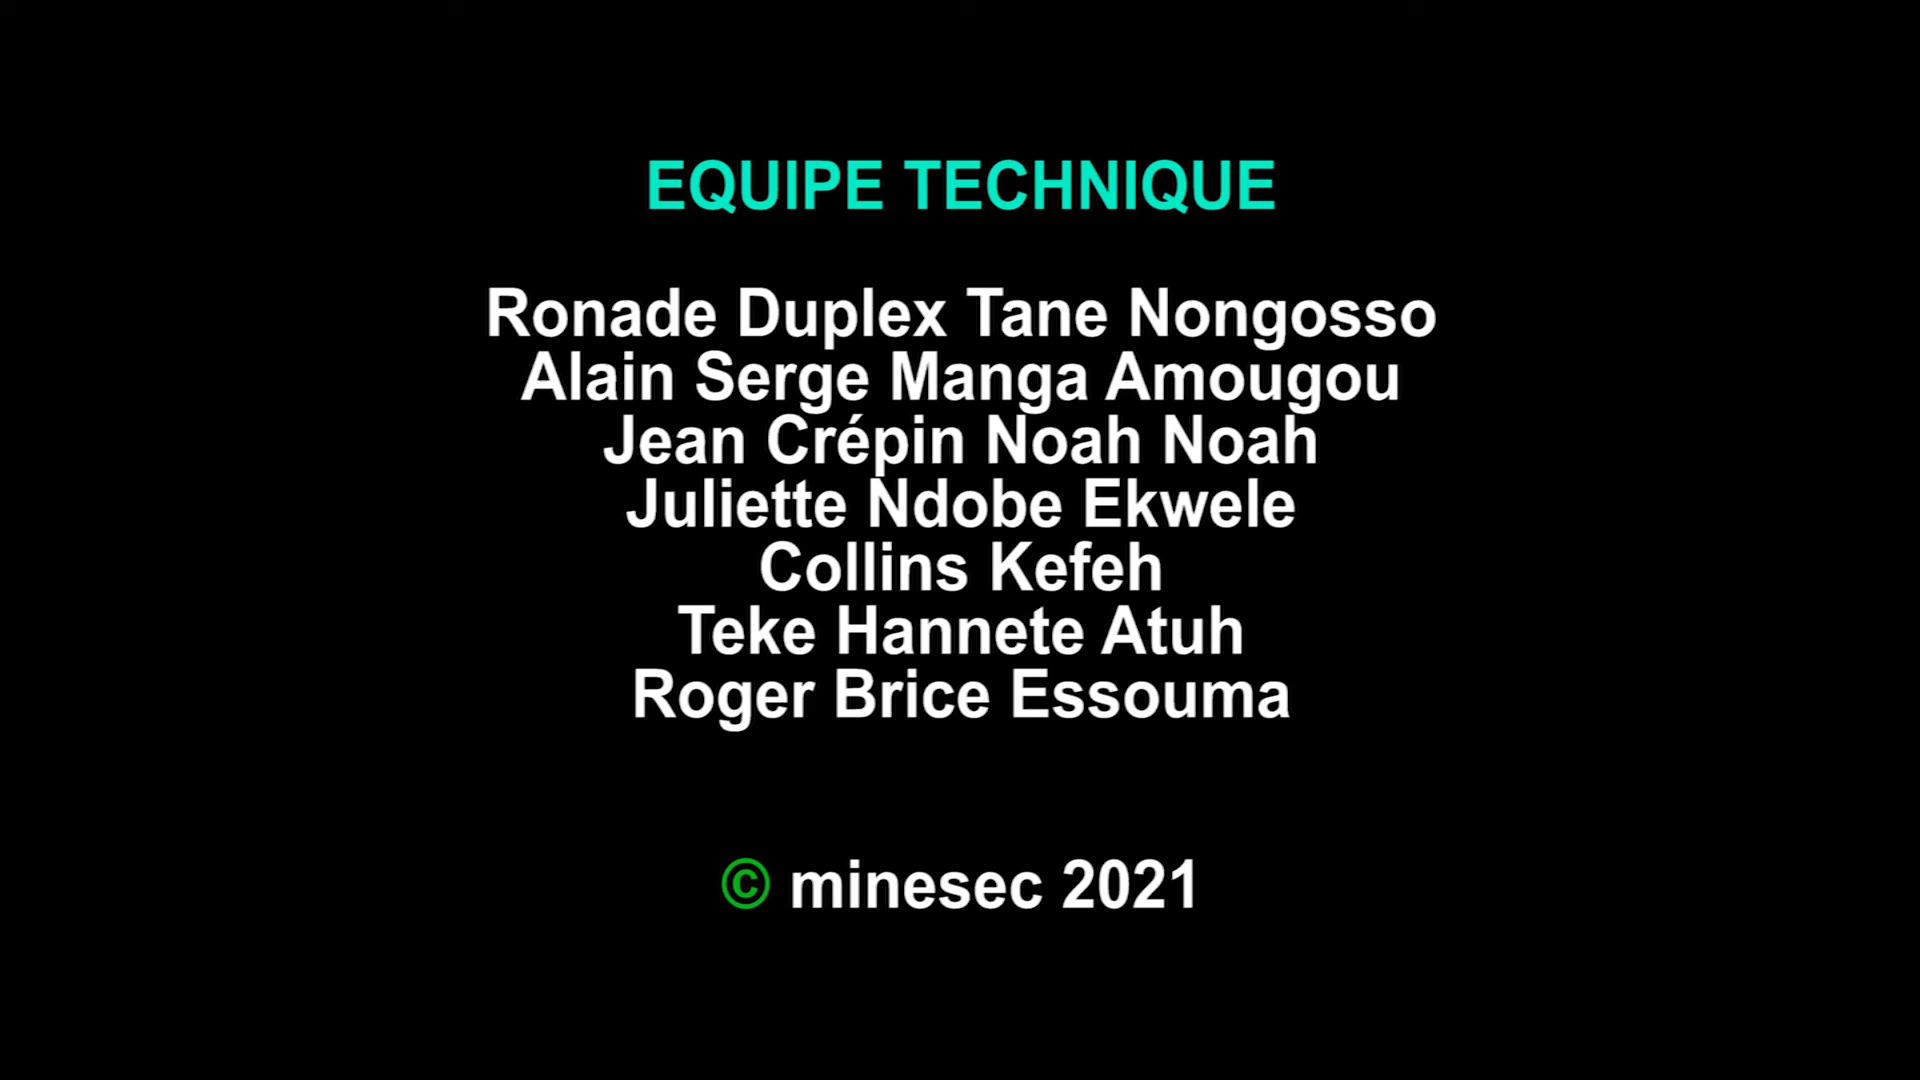 EQUIPE TECHNIQUE
Ronade Duplex Tane Nongosso
Alain Serge Manga Amougou
Jean Crépin Noah Noah
Juliette Ndobe Ekwele
Collins Kefeh
Teke Hannete Atuh
Roger Brice Essouma
© minesec 2021